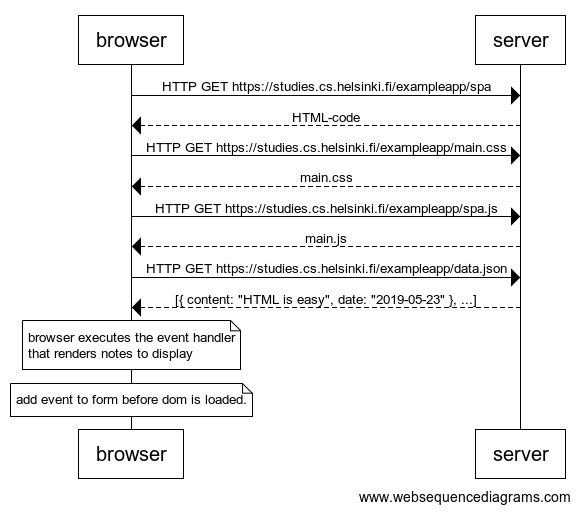 browser
server
HTTP GET https://studies.cs.helsinki.fi/exampleapp/spa
HTML-code
HTTP GET https://studies.cs.helsinki.fi/exampleapp/main.css
main.css
HTTP GET https://studies.cs.helsinki.fi/exampleapp/spa.js
main.js
HTTP GET https://studies.cs.helsinki.fi/exampleapp/data.json
[{ content: "HTML is easy", date: "2019-05-23" }, ...]
browser executes the event handler
that renders notes to display
add event to form before dom is loaded.
browser
server
www.websequencediagrams.com